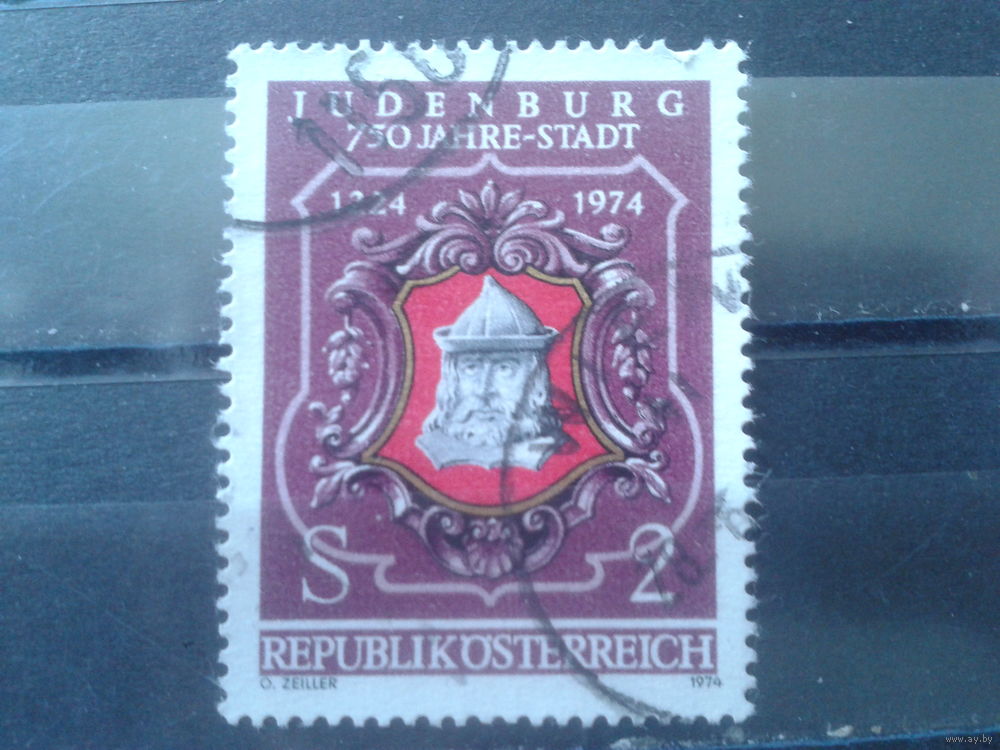 JUDENBURG
750 JAHRE-STADT
1224 1974
S 2
REPUBLIK ÖSTERREICH
O. ZEILLER 1974
www.ay.by